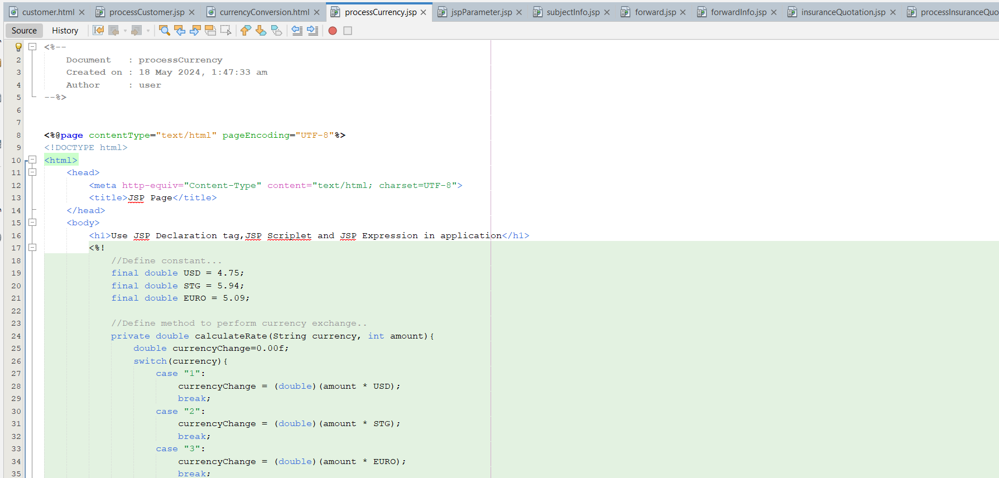 customer.html processCustomer.jsp currencyConversion.html processCurrency.jsp jspParameter.jsp subjectInfo.jsp forward.jsp forwardInfo.jsp insuranceQuotation.jsp processInsuranceQuo
Source History
<%--
2 Document   : processCurrency
3 Created on : 18 May 2024, 1:47:33 am
4 Author     : user
5 --%>
6
7
8 <%@page contentType="text/html" pageEncoding="UTF-8"%>
9 <!DOCTYPE html>
10 <html>
11 <head>
12 <meta http-equiv="Content-Type" content="text/html; charset=UTF-8">
13 <title>JSP Page</title>
14 </head>
15 <body>
16 <h1>Use JSP Declaration tag,JSP Scriplet and JSP Expression in application</h1>
17 <%!
18 //Define constant...
19 final double USD = 4.75;
20 final double STG = 5.94;
21 final double EURO = 5.09;
22
23 //Define method to perform currency exchange..
24 private double calculateRate(String currency, int amount){
25 double currencyChange=0.00f;
26 switch(currency){
27 case "1":
28 currencyChange = (double)(amount * USD);
29 break;
30 case "2":
31 currencyChange = (double)(amount * STG);
32 break;
33 case "3":
34 currencyChange = (double)(amount * EURO);
35 break;